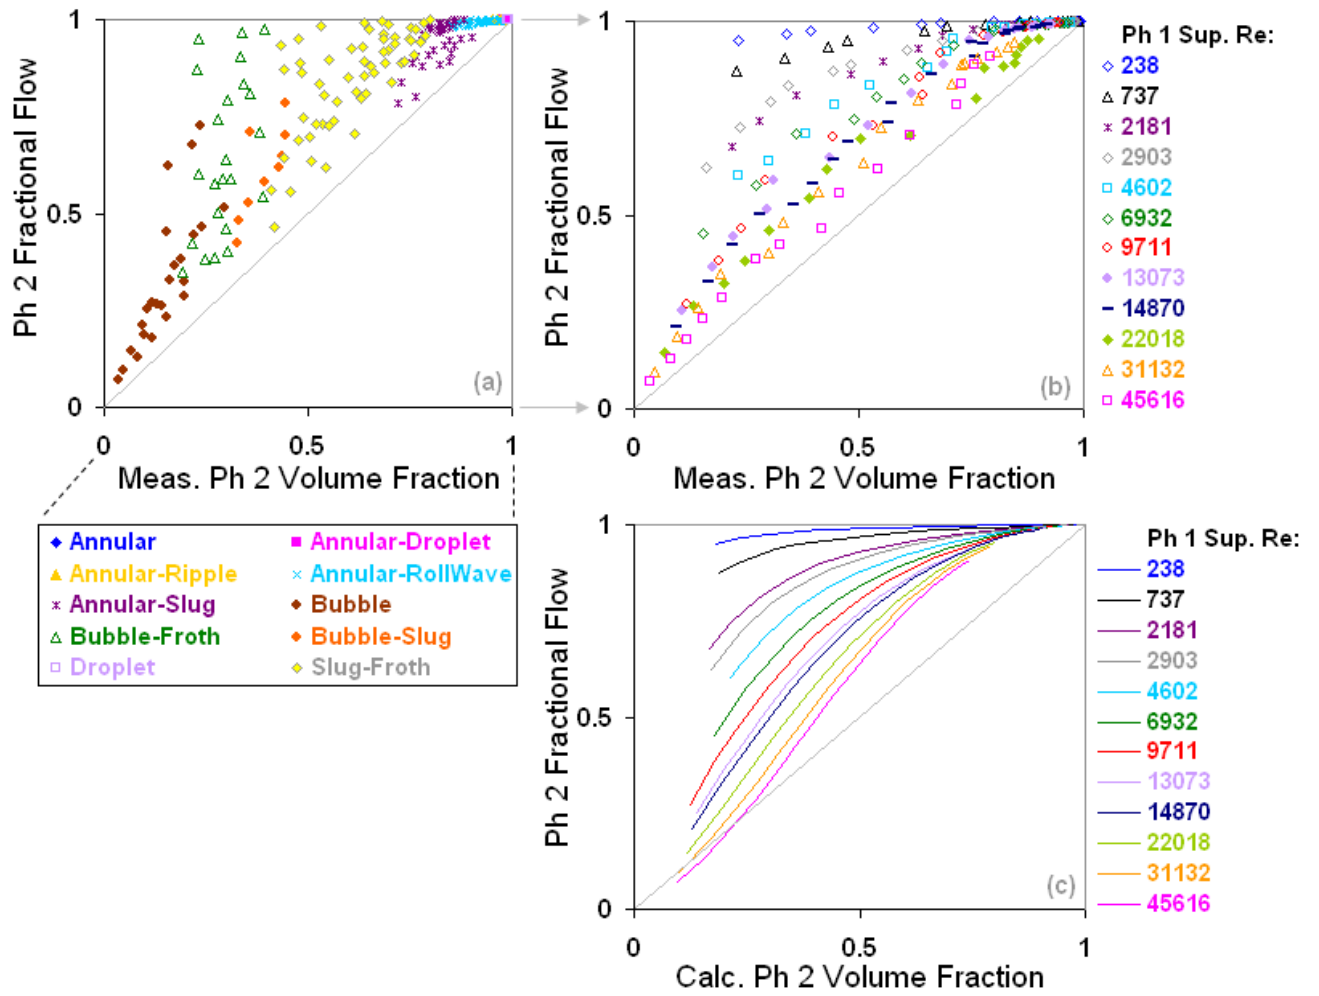 1
0.5
0
Ph 2 Fractional Flow
(a)
0
0.5
1
Meas. Ph 2 Volume Fraction
1
0.5
0
Ph 2 Fractional Flow
(b)
0
0.5
1
Meas. Ph 2 Volume Fraction
Ph 1 Sup. Re:
238
737
2181
2903
4602
6932
9711
13073
14870
22018
31132
45616
Annular
Annular-Droplet
Annular-Ripple
Annular-RollWave
Annular-Slug
Bubble
Bubble-Froth
Bubble-Slug
Droplet
Slug-Froth
1
0.5
0
Ph 2 Fractional Flow
(c)
0
0.5
1
Calc. Ph 2 Volume Fraction
Ph 1 Sup. Re:
238
737
2181
2903
4602
6932
9711
13073
14870
22018
31132
45616